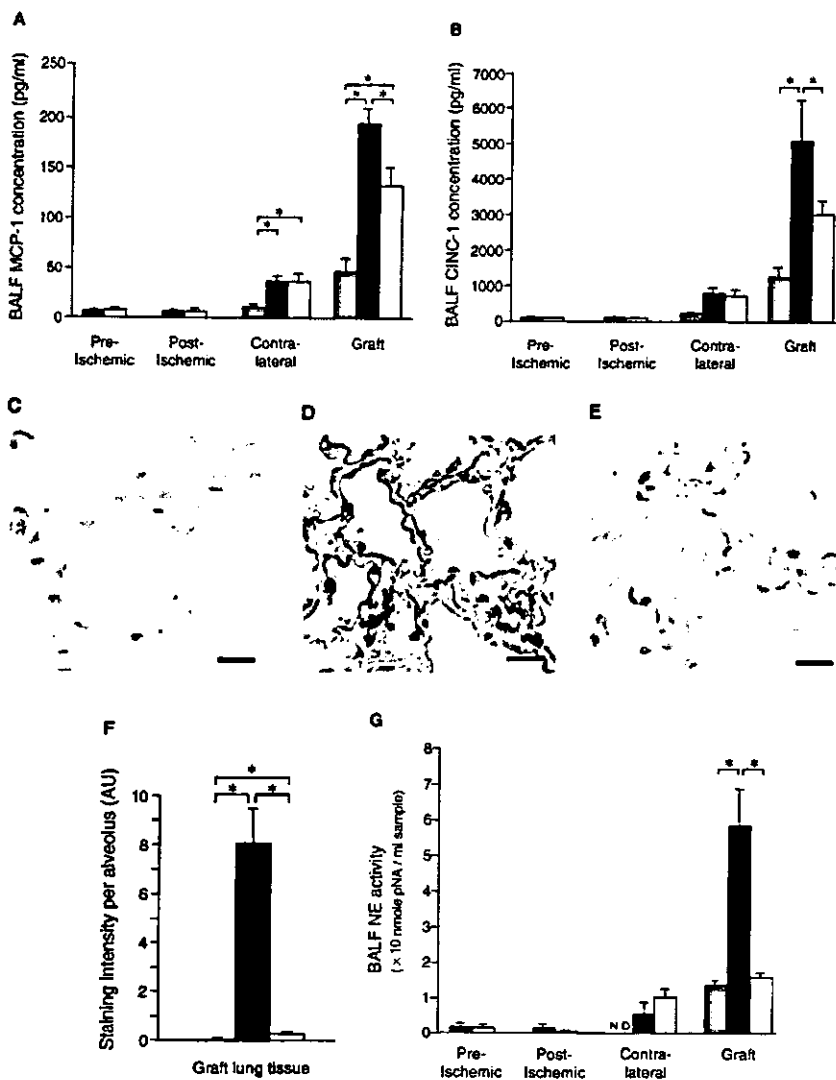 A
BALF MCP-1 concentration (pg/ml)
250
200
150
100
50
0
* * *
* *
Pre-Ischemic
Post-Ischemic
Contra-lateral
Graft
B
BALF CINC-1 concentration (pg/ml)
7000
6000
5000
4000
3000
2000
1000
0
* *
Pre-Ischemic
Post-Ischemic
Contra-lateral
Graft
C
D
E
F
Staining Intensity per alveolus (AU)
10
8
6
4
2
0
*
* *
Graft lung tissue
G
BALF NE activity
( x 10 nmole pNA / ml sample)
8
7
6
5
4
3
2
1
0
* *
N D
Pre-Ischemic
Post-Ischemic
Contra-lateral
Graft